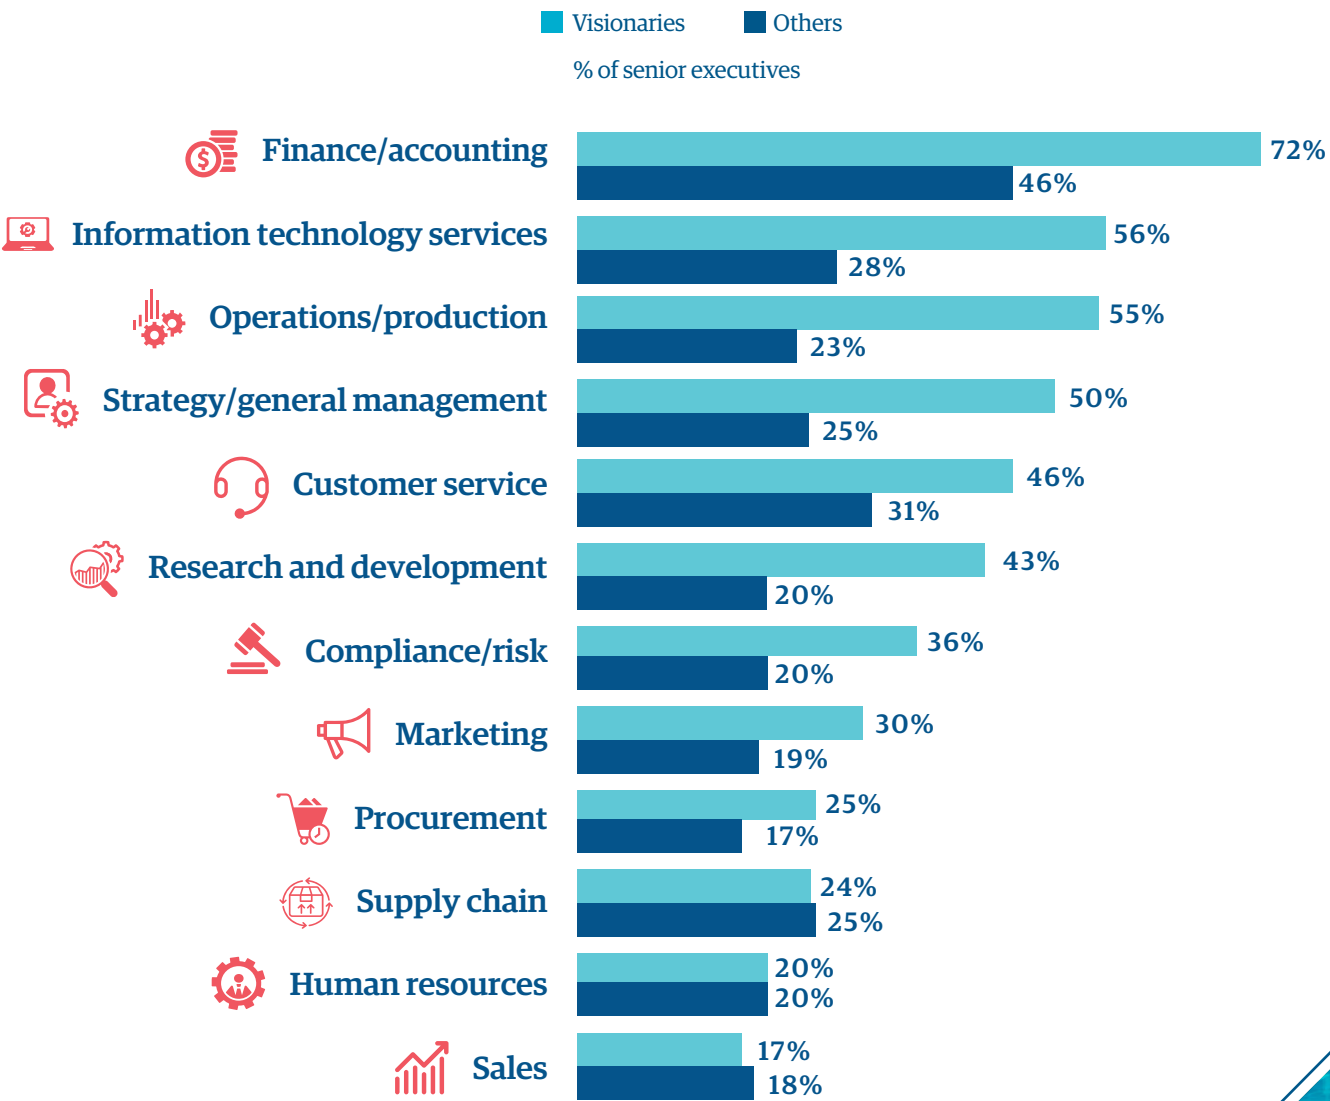 Visionaries Others
% of senior executives
Finance/accounting 72%
46%
Information technology services 56%
28%
Operations/production 55%
23%
Strategy/general management 50%
25%
Customer service 46%
31%
Research and development 43%
20%
Compliance/risk 36%
20%
Marketing 30%
19%
Procurement 25%
17%
Supply chain 24%
25%
Human resources 20%
20%
Sales 17%
18%